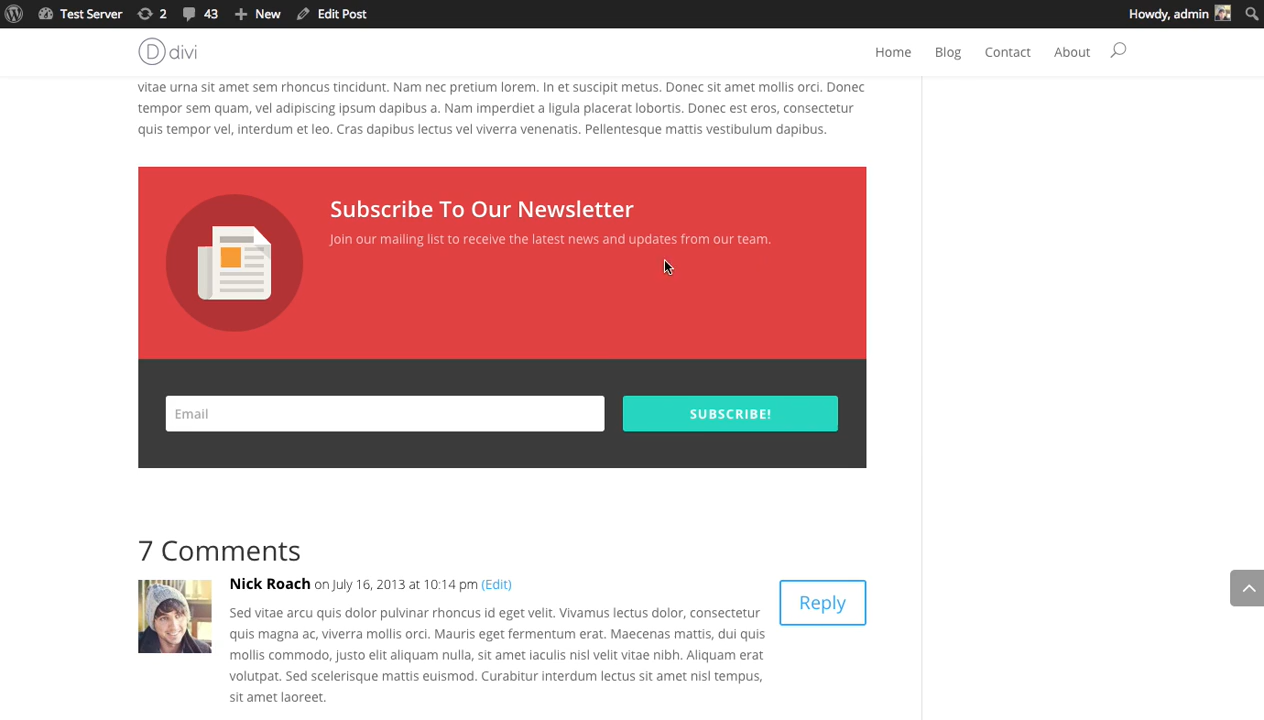 Test Server 2 43 New Edit Post Howdy, admin
D divi Home Blog Contact About
vitae urna sit amet sem rhoncus tincidunt. Nam nec pretium lorem. In et suscipit metus. Donec sit amet mollis orci. Donec
tempor sem quam, vel adipiscing ipsum dapibus a. Nam imperdiet a ligula placerat lobortis. Donec est eros, consectetur
quis tempor vel, interdum et leo. Cras dapibus lectus vel viverra venenatis. Pellentesque mattis vestibulum dapibus.
Subscribe To Our Newsletter
Join our mailing list to receive the latest news and updates from our team.
Email SUBSCRIBE!
7 Comments
Nick Roach on July 16, 2013 at 10:14 pm (Edit)
Reply
Sed vitae arcu quis dolor pulvinar rhoncus id eget velit. Vivamus lectus dolor, consectetur
quis magna ac, viverra mollis orci. Mauris eget fermentum erat. Maecenas mattis, dui quis
mollis commodo, justo elit aliquam nulla, sit amet iaculis nisl velit vitae nibh. Aliquam erat
volutpat. Sed scelerisque mattis euismod. Curabitur interdum lectus sit amet nisl tempus,
sit amet laoreet.